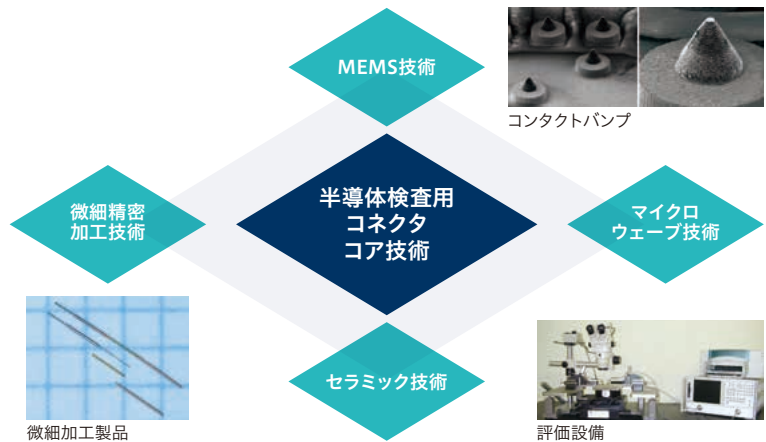 MEMS技術
コンタクトバンプ
微細精密
加工技術
半導体検査用
コネクタ
コア技術
マイクロ
ウェーブ技術
セラミック技術
微細加工製品
評価設備